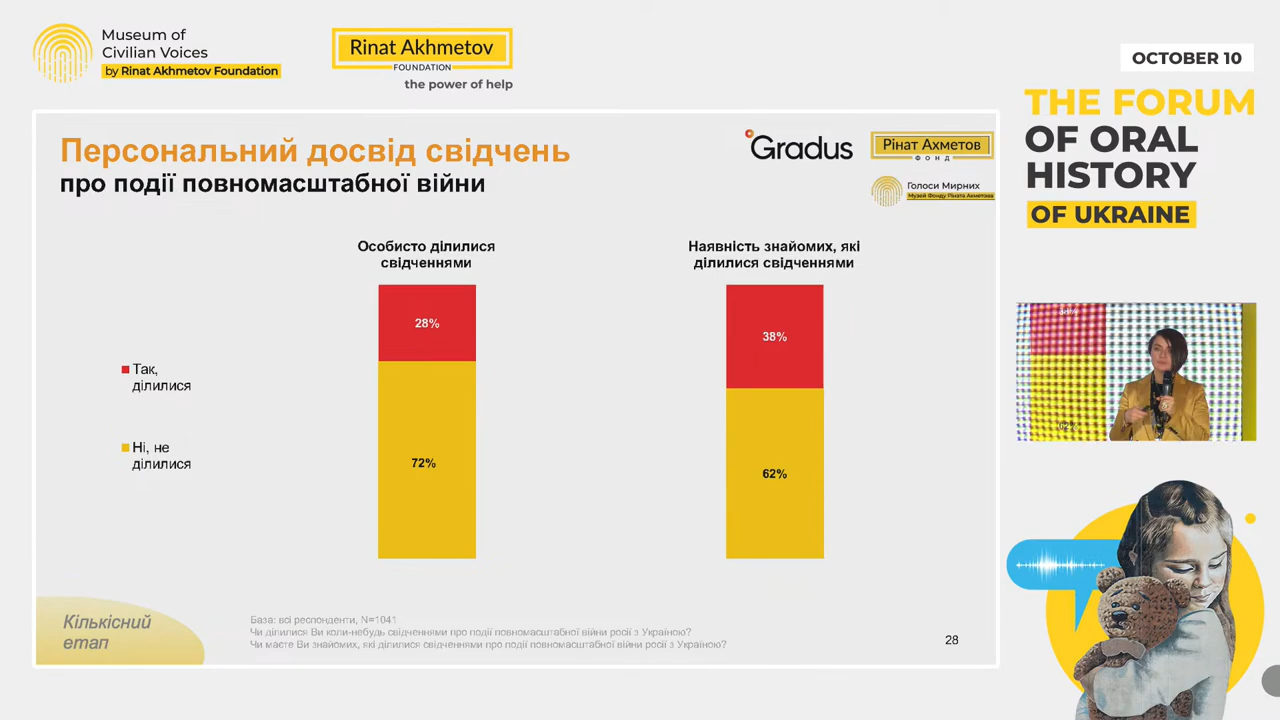 Museum of
Civilian Voices
by Rinat Akhmetov Foundation
Rinat Akhmetov
FOUNDATION
the power of help
OCTOBER 10
THE FORUM
OF ORAL
HISTORY
OF UKRAINE
Персональний досвід свідчень
про події повномасштабної війни
Gradus
Рінат Ахметов
ФОНД
Голоси Мирних
Музей Фонду Ріната Ахметова
Особисто ділилися
свідченнями
Наявність знайомих, які
ділилися свідченнями
28%
38%
Так,
ділилися
Ні, не
ділилися
72%
62%
38%
62%
Кількісний
етап
База: всі респонденти, N=1041
Чи ділилися Ви коли-небудь свідченнями про події повномасштабної війни росії з Україною?
Чи маєте Ви знайомих, які ділилися свідченнями про події повномасштабної війни росії з Україною?
28